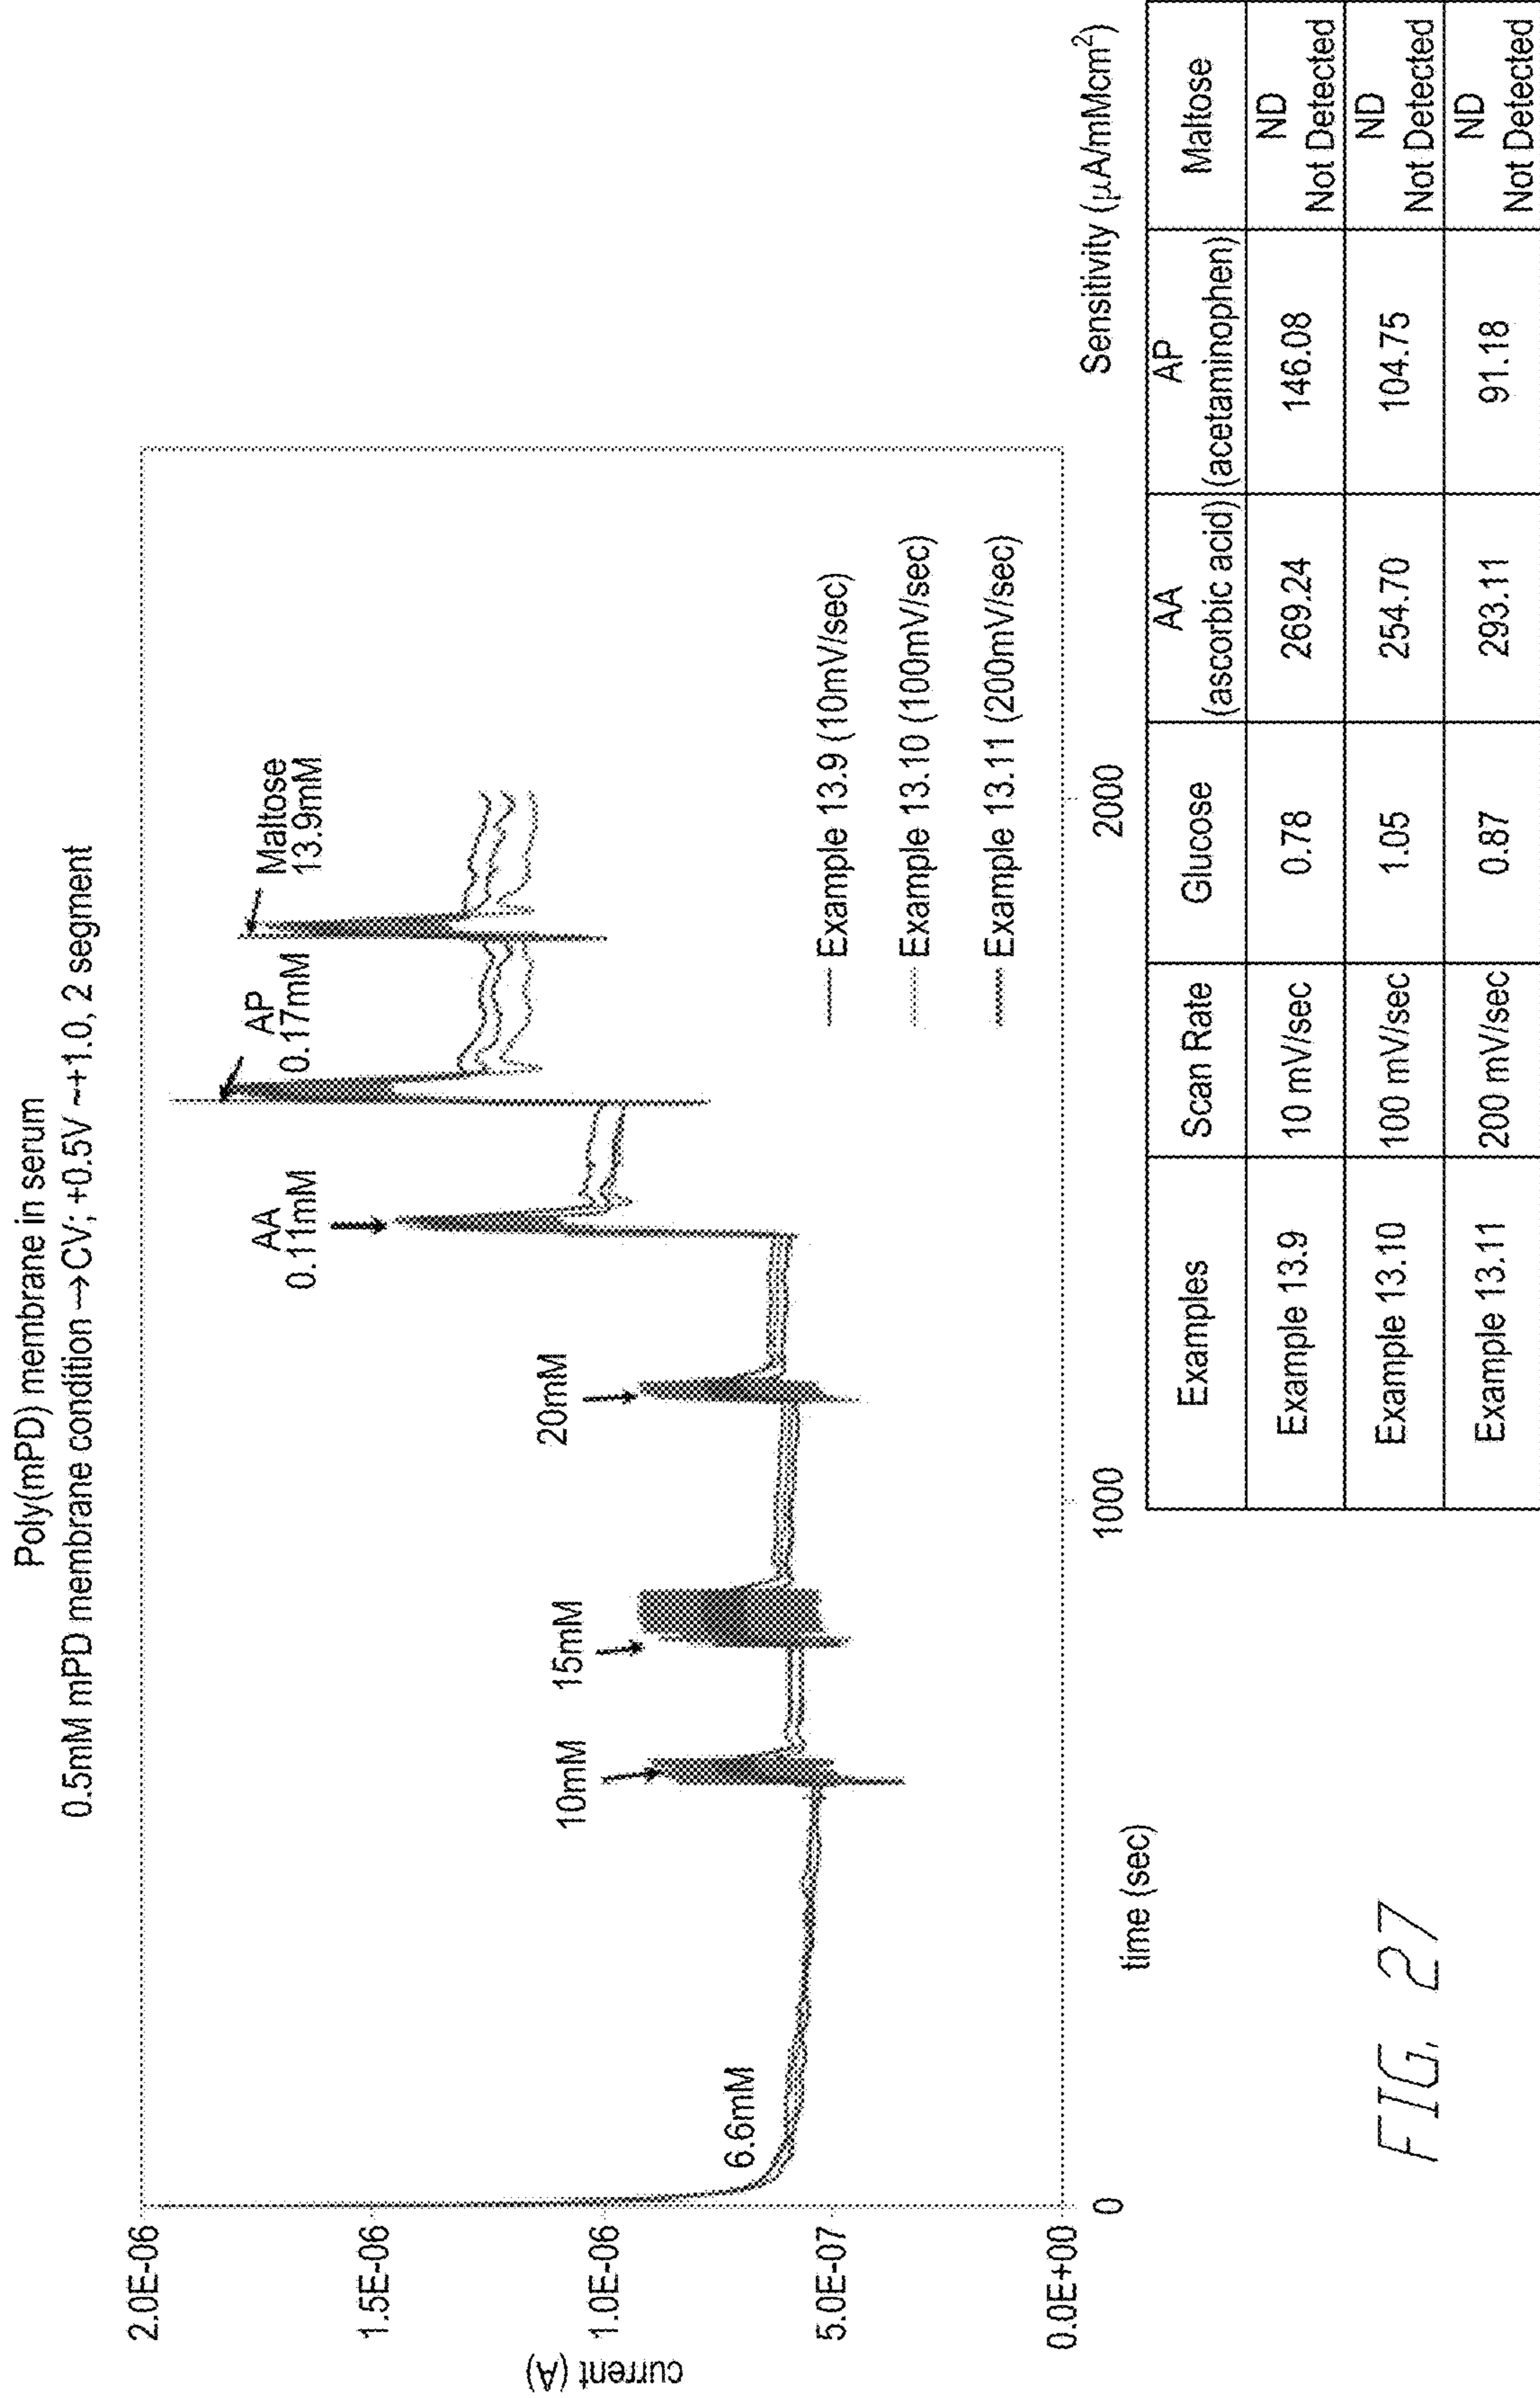 Poly(mPD) membrane in serum
0.5mM mPD membrane condition → CV; +0.5V ~+1.0, 2 segment
current (A)
2.0E-06
1.5E-06
1.0E-06
5.0E-07
0.0E+00
0
1000
2000
time (sec)
6.6mM
10mM
15mM
20mM
AA
0.11mM
AP
0.17mM
Maltose
13.9mM
Example 13.9 (10mV/sec)
Example 13.10 (100mV/sec)
Example 13.11 (200mV/sec)
Sensitivity (μA/mMcm²)
Examples Scan Rate Glucose AA (ascorbic acid) AP (acetaminophen) Maltose
Example 13.9 10 mV/sec 0.78 269.24 146.08 ND Not Detected
Example 13.10 100 mV/sec 1.05 254.70 104.75 ND Not Detected
Example 13.11 200 mV/sec 0.87 293.11 91.18 ND Not Detected
FIG. 27